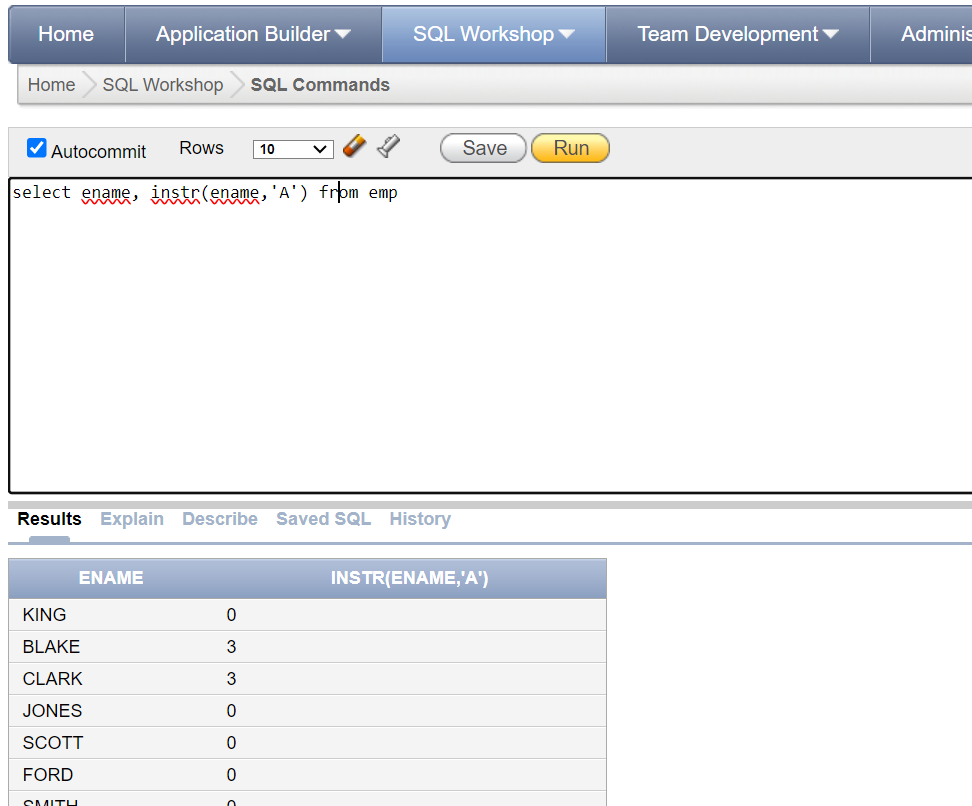 Home Application Builder SQL Workshop Team Development Adminis
Home SQL Workshop SQL Commands
Autocommit Rows 10 Save Run
select ename, instr(ename,'A') from emp
Results Explain Describe Saved SQL History
ENAME INSTR(ENAME,'A')
KING 0
BLAKE 3
CLARK 3
JONES 0
SCOTT 0
FORD 0
SMITH 0